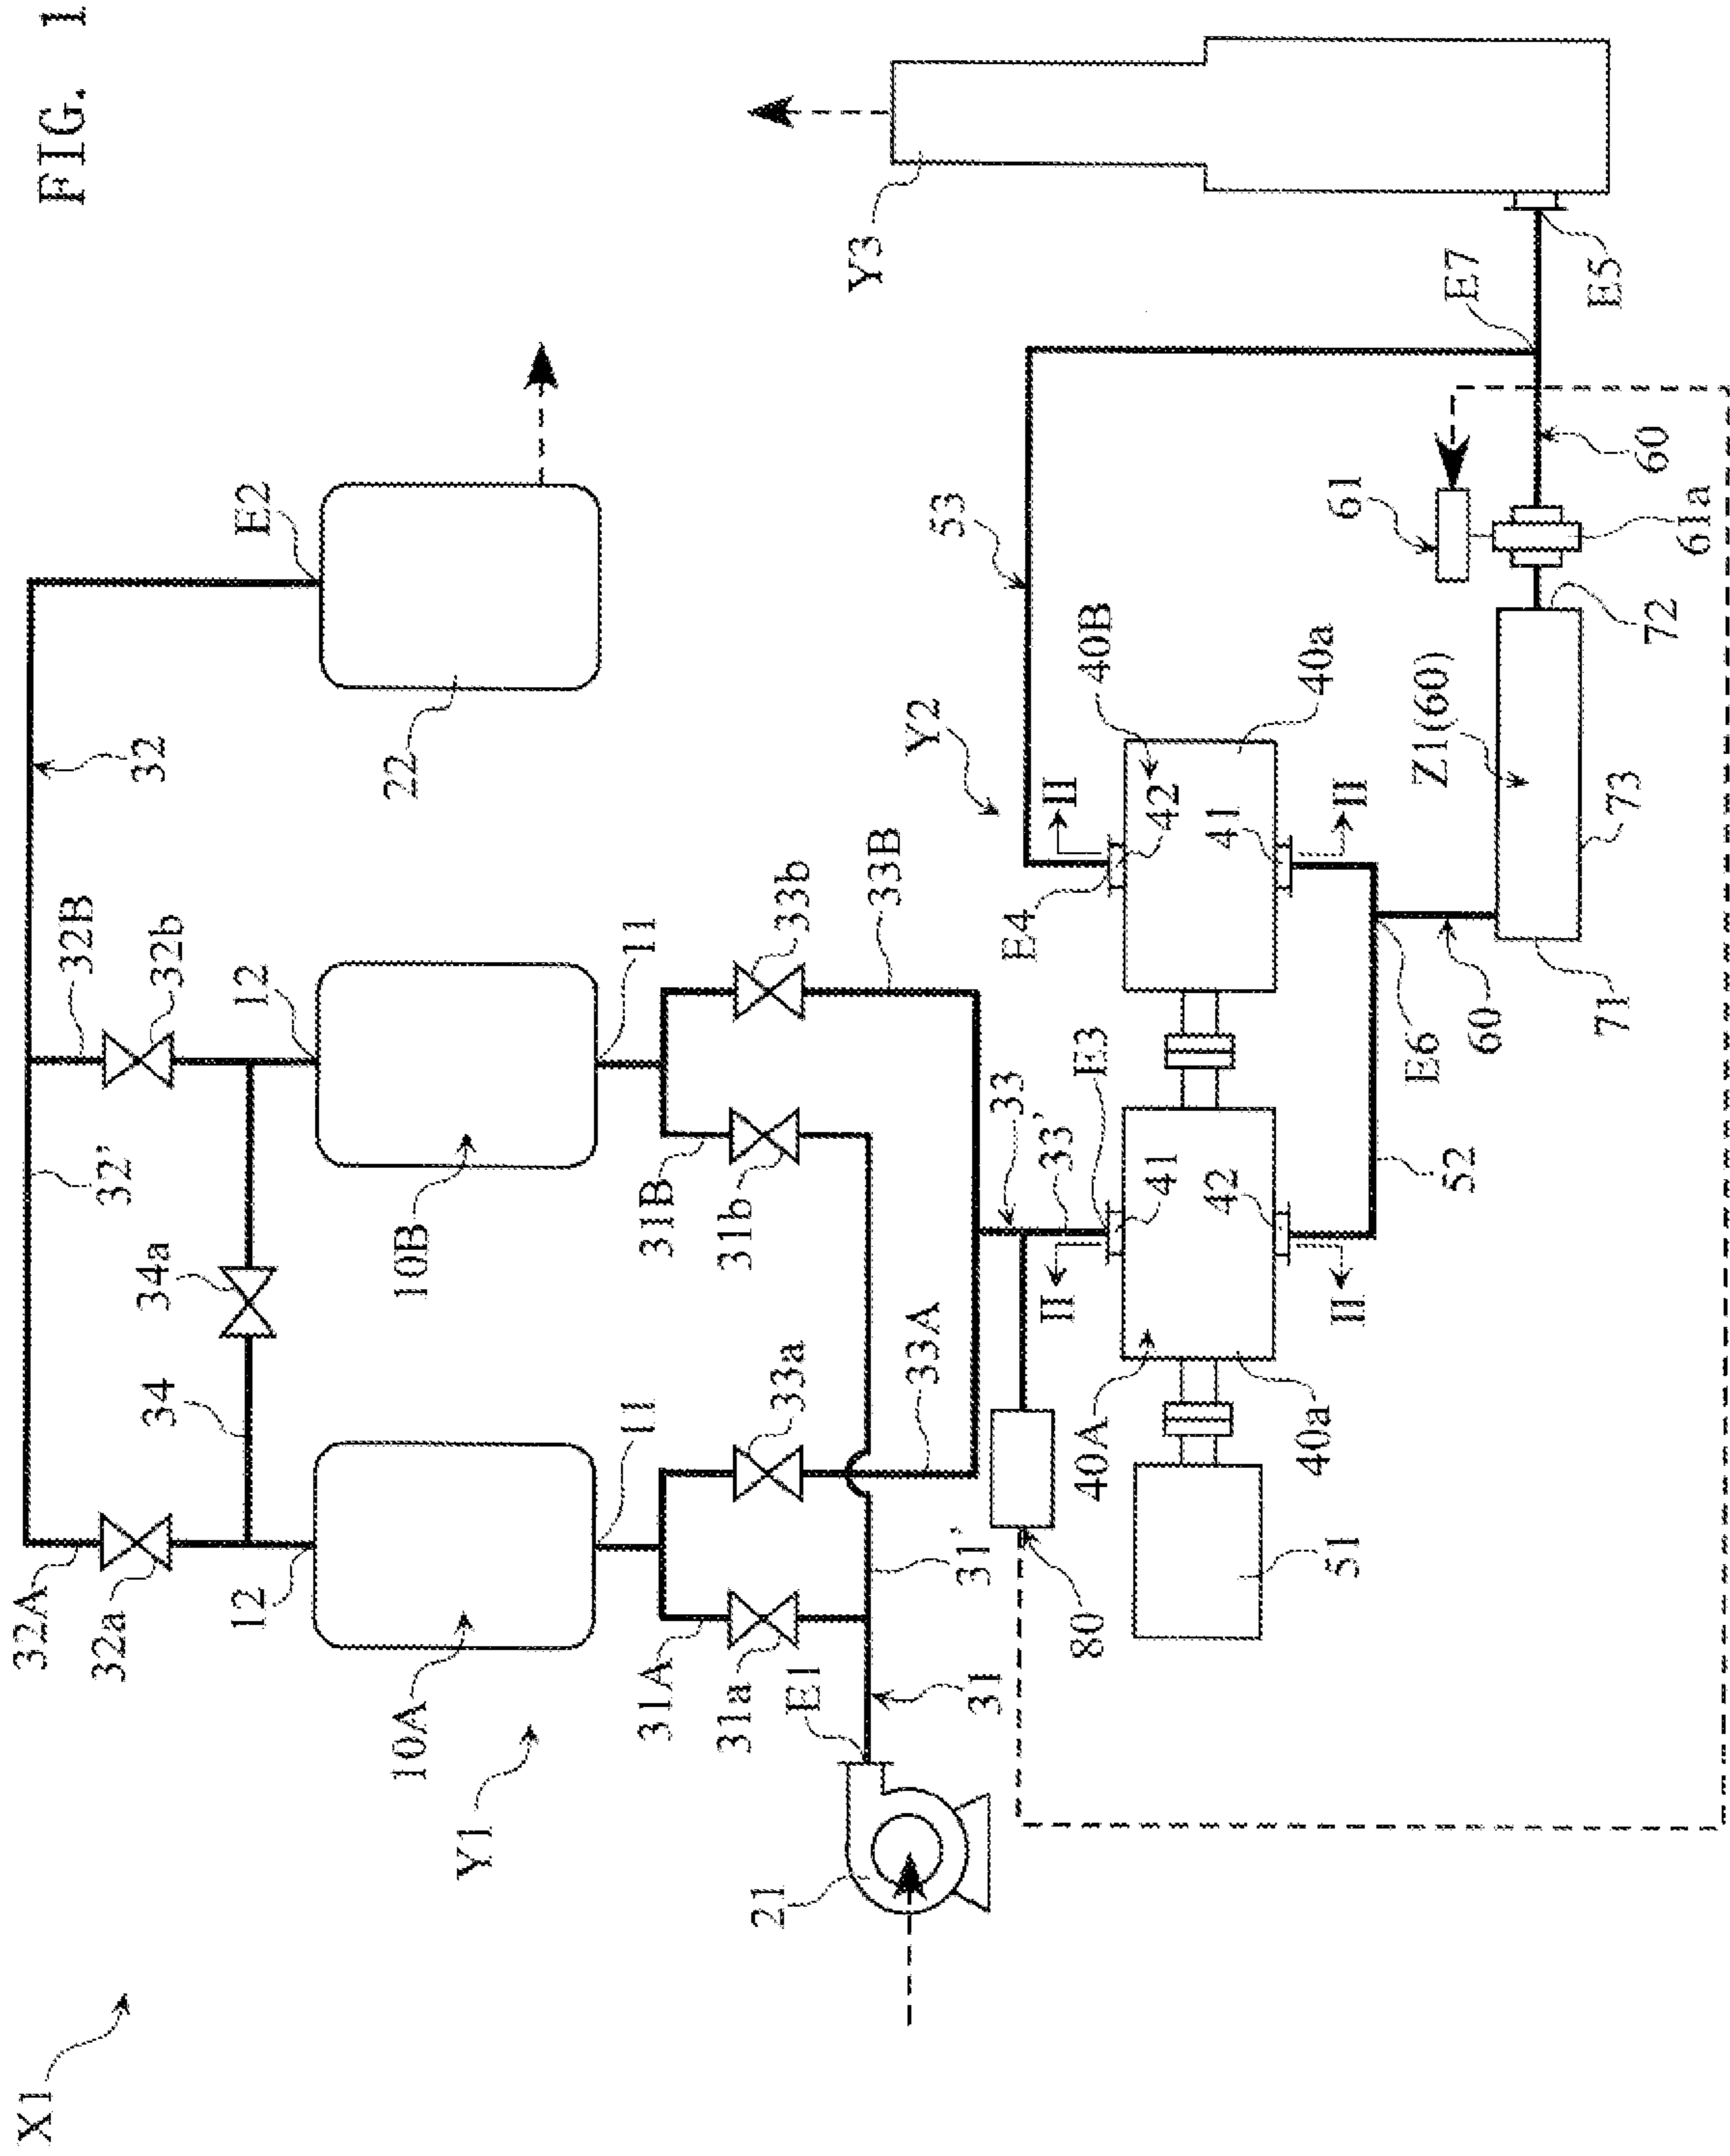 FIG. 1
X1
Y1
32A
32a
12
34
34a
32'
32B
32b
12
32
E2
22
10A
10B
11
11
31A
31a
33a
31B
31b
33b
33B
33A
E1
31
31'
21
80
33
33'
E3
II
41
42
II
40A
40a
51
52
Y2
E4
II
42
40B
40a
41
II
53
E6
60
71
73
Z1(60)
72
61
61a
60
E7
E5
Y3